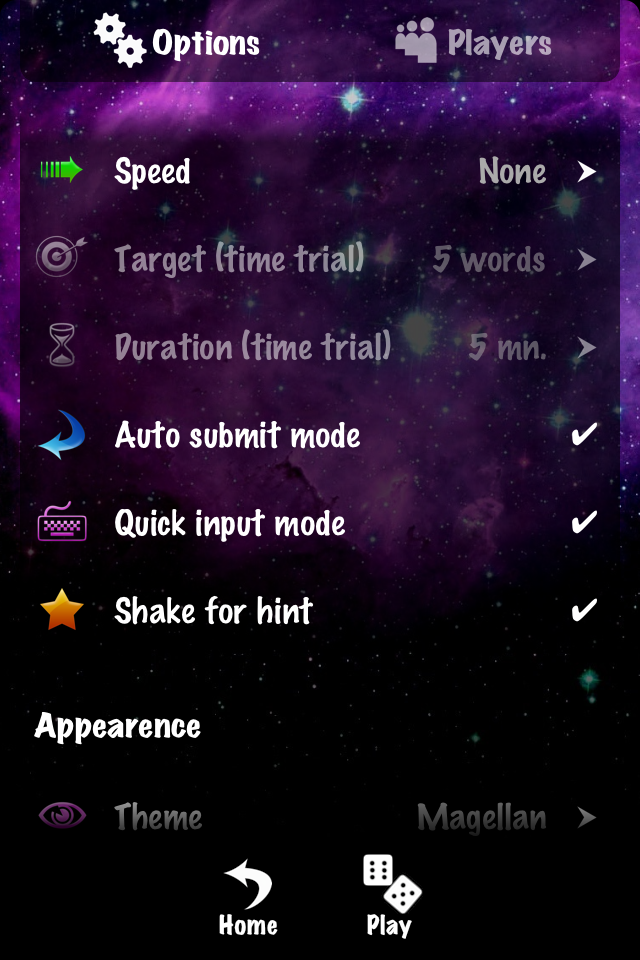 Options Players
Speed None
Target (time trial) 5 words
Duration (time trial) 5 mn.
Auto submit mode
Quick input mode
Shake for hint
Appearence
Theme Magellan
Home Play